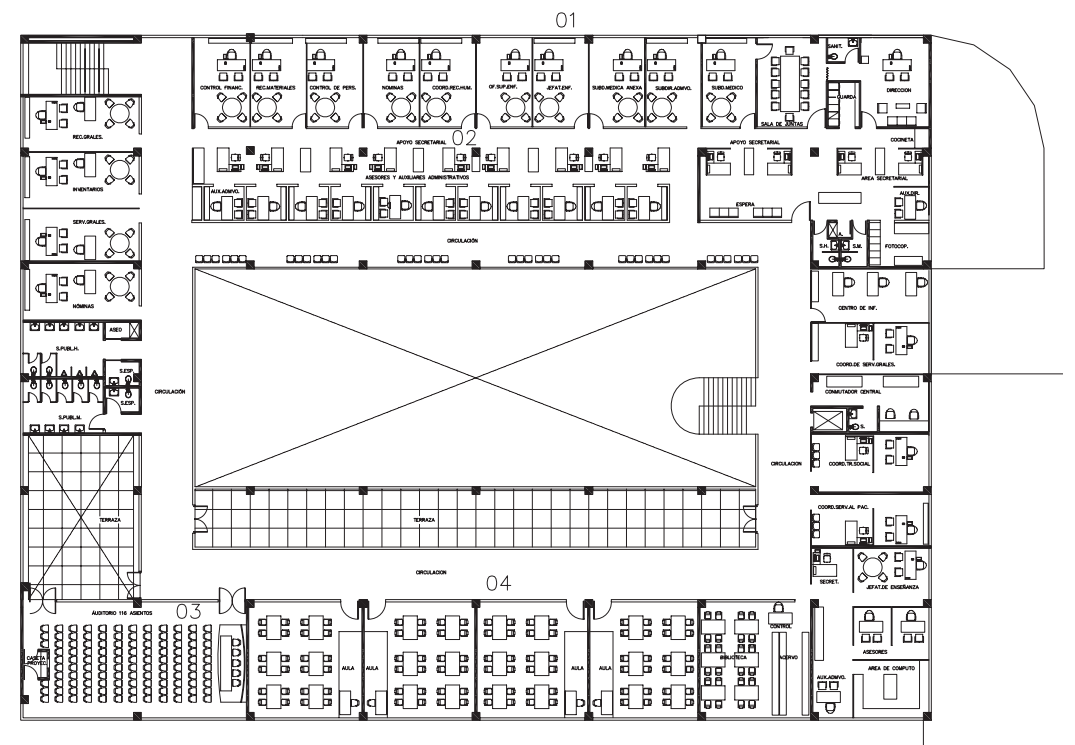 01
SANIT.
CONTROL FINANC.
REC.MATERIALES
CONTROL DE PERS.
NOMINAS
COORD.REC.HUM.
OF.SUP.ENF.
JEFAT.ENF.
SUBD.MEDICA ANEXA
SUBDIR.ADMVO.
SUBD.MEDICO
SALA DE JUNTAS
GUARDA
DIRECCION
REC.GRALES.
02
APOYO SECRETARIAL
APOYO SECRETARIAL
COCINETA
ASESORES Y AUXILIARES ADMINISTRATIVOS
AREA SECRETARIAL
INVENTARIOS
AUX.ADMVO.
AUX.DIR.
ESPERA
SERV.GRALES.
CIRCULACIÓN
A.
S.H.
S.M.
FOTOCOP.
NOMINAS
CENTRO DE INF.
ASEO
S.PUBL.H.
COORD.DE SERV.GRALES.
S.ESP.
CIRCULACIÓN
CONMUTADOR CENTRAL
S.ESP.
S.PUBL.M.
S.
CIRCULACION
COORD.TR.SOCIAL
COORD.SERV.AL PAC.
TERRAZA
TERRAZA
CIRCULACION
04
SECRET.
JEFAT.DE ENSEÑANZA
AUDITORIO 116 ASIENTOS
03
CONTROL
ASESORES
CASETA
PROYEC.
AULA
AULA
AULA
AULA
BIBLIOTECA
ACERVO
AREA DE COMPUTO
AUX.ADMVO.